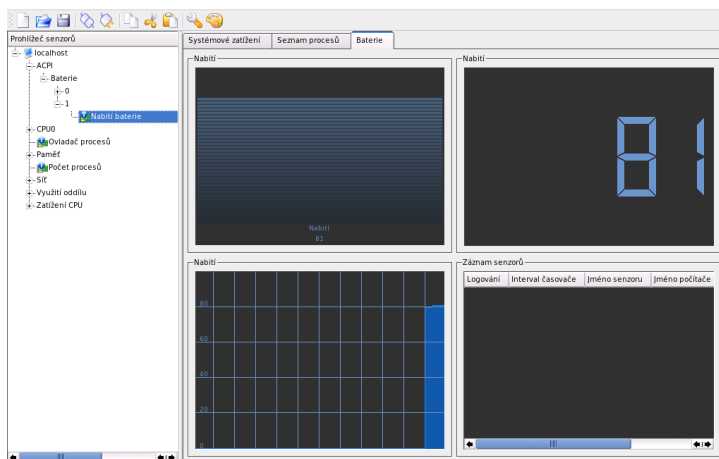 Prohlížeč senzorů
localhost
ACPI
Baterie
0
1
Nabití baterie
CPU0
Ovladač procesů
Paměť
Počet procesů
Síť
Využití oddílu
Zatížení CPU
Systémové zatížení Seznam procesů Baterie
Nabití
Nabití
81
Nabití
81
Nabití
80
60
40
20
0
Záznam senzorů
Logování Interval časovače Jméno senzoru Jméno počítače